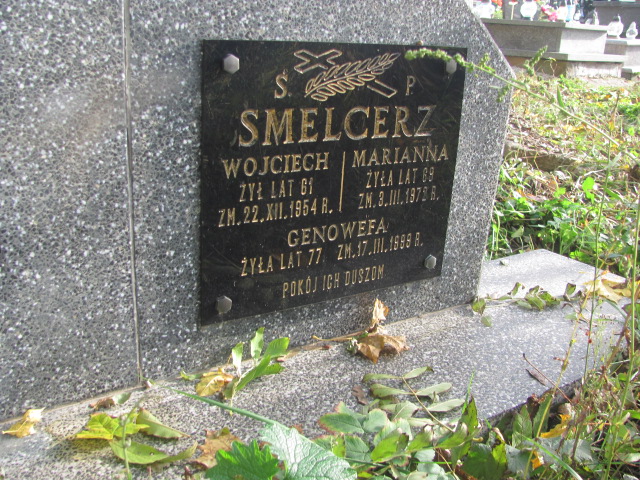 Ś. P
SMELCERZ
WOJCIECH
ŻYŁ LAT 61
ZM. 22.XII.1954 R.
MARIANNA
ŻYŁA LAT 89
ZM. 3.III.1972 R.
GENOWEFA
ŻYŁA LAT 77 ZM. 17.III.1989 R.
POKÓJ ICH DUSZOM